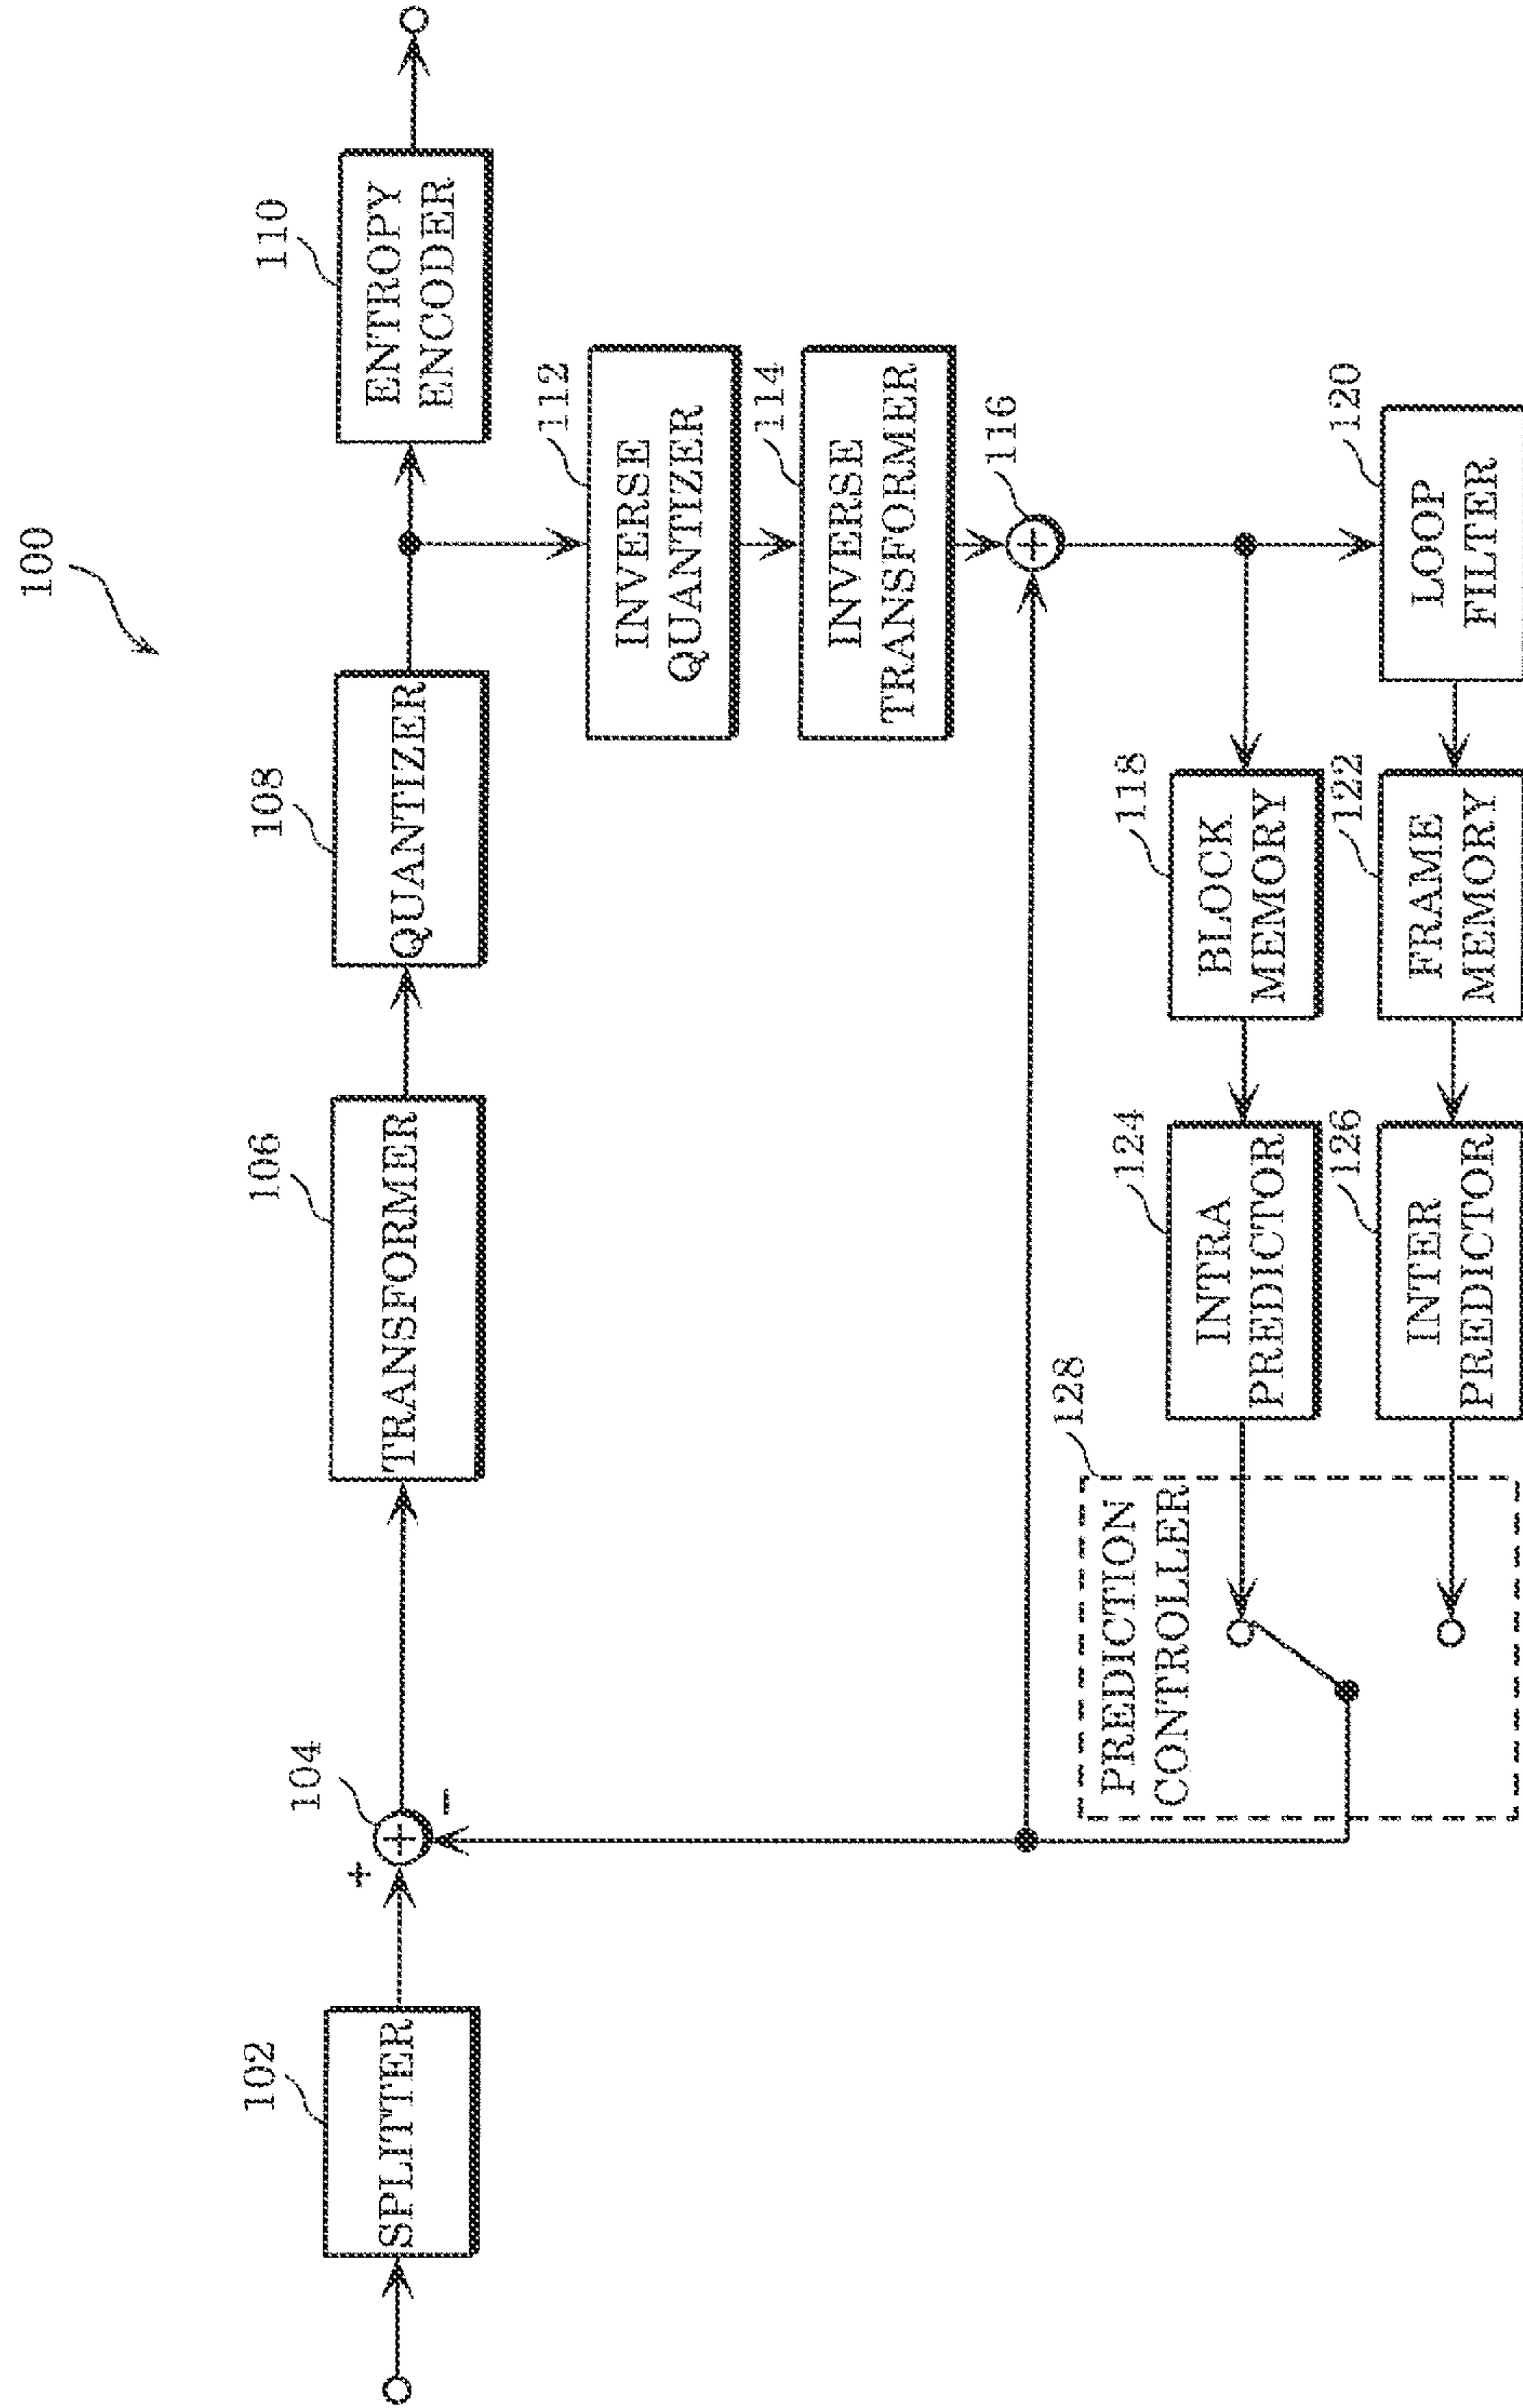 100
102
SPLITTER
104
+
-
+
106
TRANSFORMER
108
QUANTIZER
110
ENTROPY
ENCODER
112
INVERSE
QUANTIZER
114
INVERSE
TRANSFORMER
116
+
128
PREDICTION
CONTROLLER
124
INTRA
PREDICTOR
118
BLOCK
MEMORY
120
LOOP
FILTER
126
INTER
PREDICTOR
122
FRAME
MEMORY